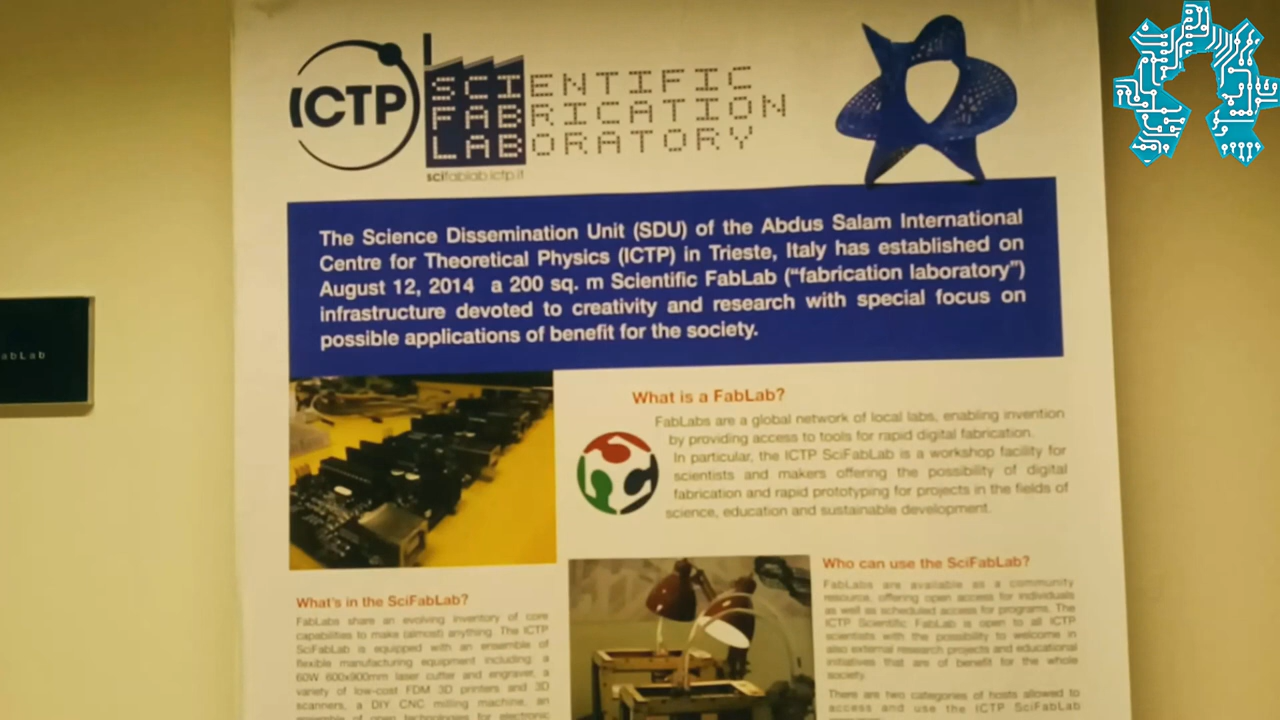 ICTP
SCIENTIFIC
FABRICATION
LABORATORY
scifablab.ictp.it
The Science Dissemination Unit (SDU) of the Abdus Salam International
Centre for Theoretical Physics (ICTP) in Trieste, Italy has established on
August 12, 2014 a 200 sq. m Scientific FabLab (“fabrication laboratory”)
infrastructure devoted to creativity and research with special focus on
possible applications of benefit for the society.
abLab
What is a FabLab?
FabLabs are a global network of local labs, enabling invention
by providing access to tools for rapid digital fabrication.
In particular, the ICTP SciFabLab is a workshop facility for
scientists and makers offering the possibility of digital
fabrication and rapid prototyping for projects in the fields of
science, education and sustainable development.
What's in the SciFabLab?
FabLabs share an evolving inventory of core
capabilities to make (almost) anything. The ICTP
SciFabLab is equipped with an ensemble of
flexible manufacturing equipment including: a
60W 600x900mm laser cutter and engraver, a
variety of low-cost FDM 3D printers and 3D
scanners, a DIY CNC milling machine, an
ensemble of open technologies for electronic
Who can use the SciFabLab?
FabLabs are available as a community
resource, offering open access for individuals
as well as scheduled access for programs. The
ICTP Scientific FabLab is open to all ICTP
scientists with the possibility to welcome in
also external research projects and educational
initiatives that are of benefit for the whole
society.
There are two categories of hosts allowed to
access and use the ICTP SciFabLab